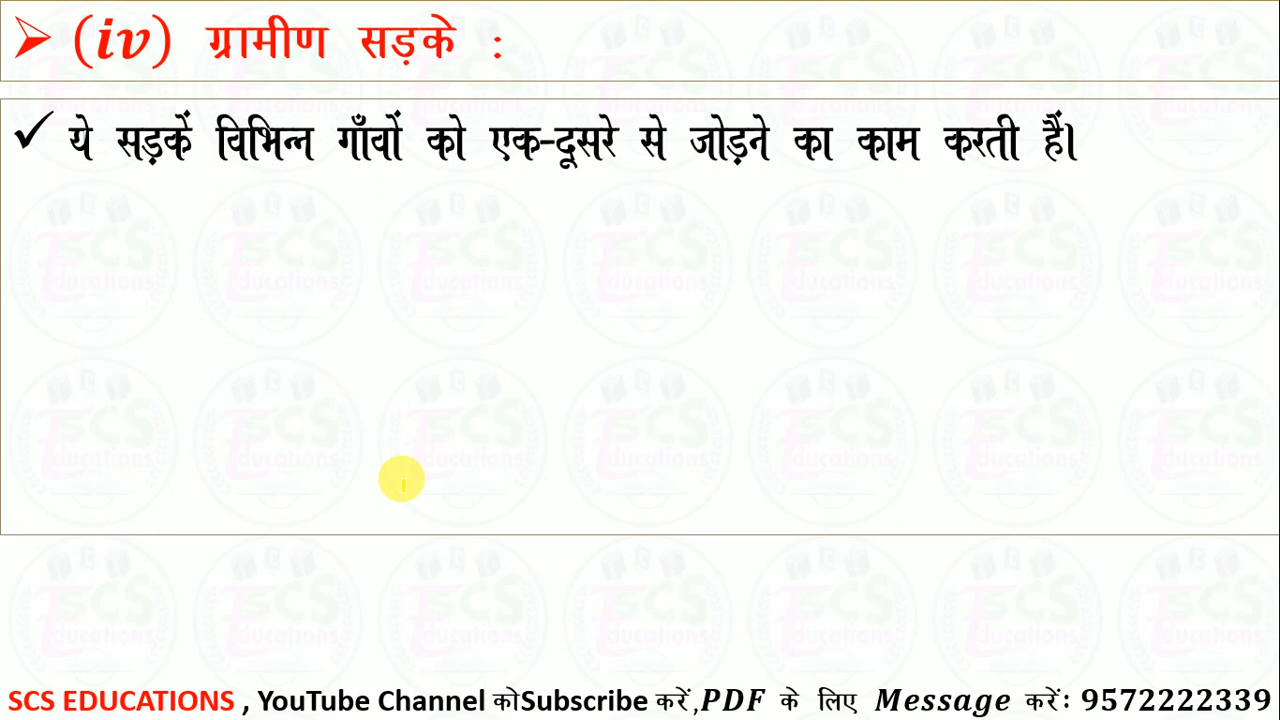 ➢ (iv) ग्रामीण सड़के :
✓ ये सड़कें विभिन्न गाँवों को एक-दूसरे से जोड़ने का काम करती हैं।
SCS EDUCATIONS , YouTube Channel कोSubscribe करें,PDF के लिए Message करेंः 9572222339